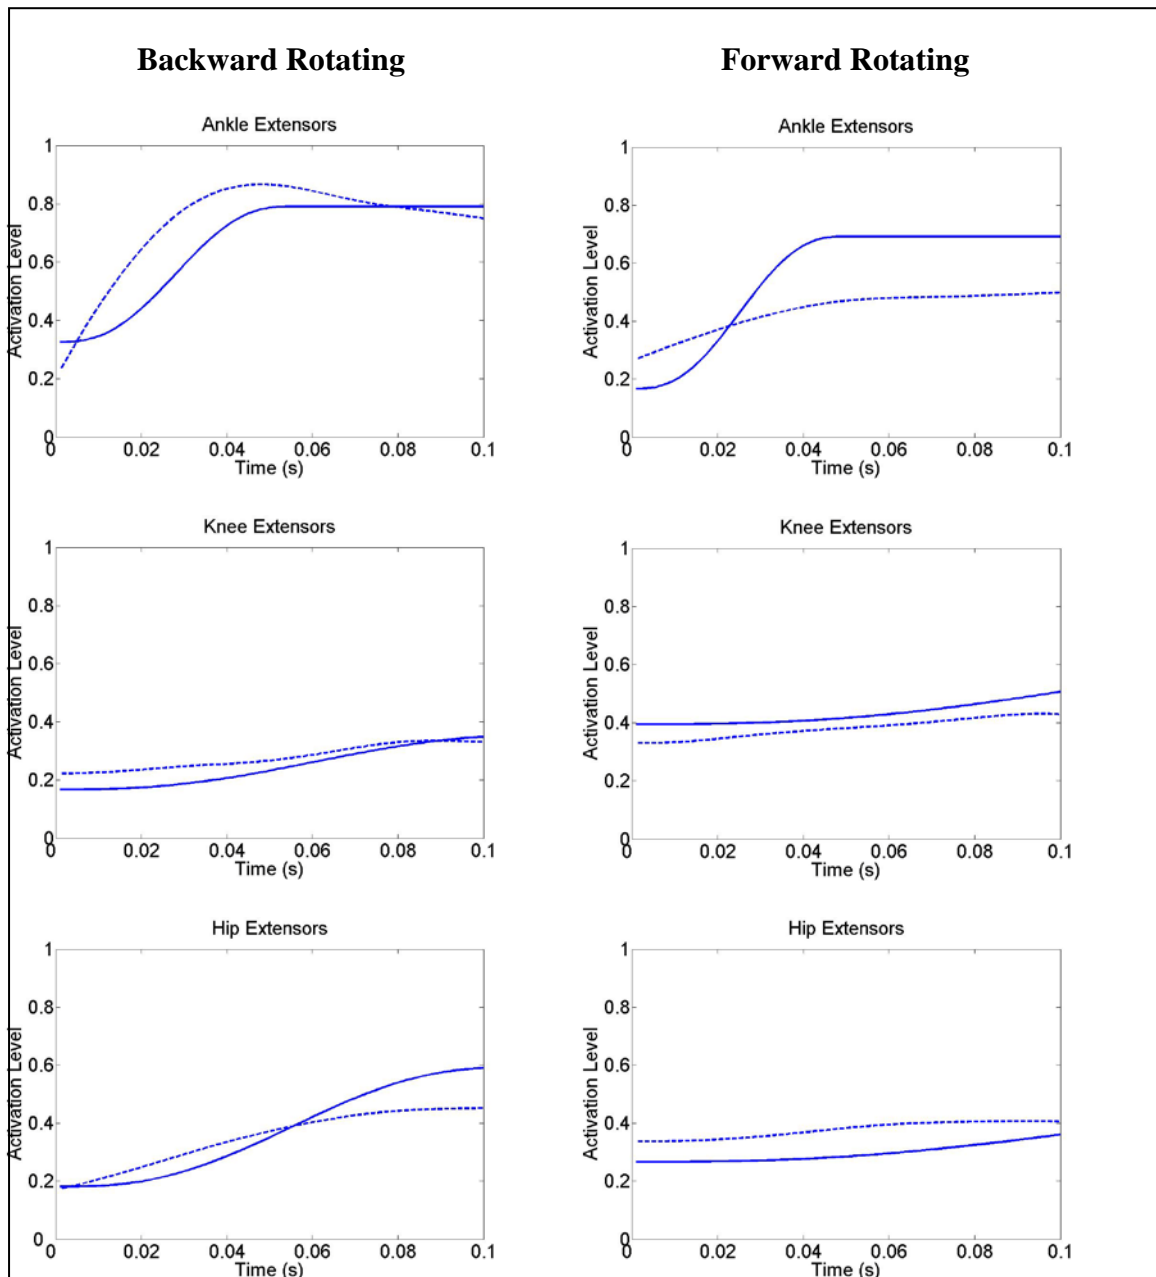 Backward Rotating
Forward Rotating
Ankle Extensors
1
0.8
0.6
0.4
0.2
0
Activation Level
0 0.02 0.04 0.06 0.08 0.1
Time (s)
Ankle Extensors
1
0.8
0.6
0.4
0.2
0
Activation Level
0 0.02 0.04 0.06 0.08 0.1
Time (s)
Knee Extensors
1
0.8
0.6
0.4
0.2
0
Activation Level
0 0.02 0.04 0.06 0.08 0.1
Time (s)
Knee Extensors
1
0.8
0.6
0.4
0.2
0
Activation Level
0 0.02 0.04 0.06 0.08 0.1
Time (s)
Hip Extensors
1
0.8
0.6
0.4
0.2
0
Activation Level
0 0.02 0.04 0.06 0.08 0.1
Time (s)
Hip Extensors
1
0.8
0.6
0.4
0.2
0
Activation Level
0 0.02 0.04 0.06 0.08 0.1
Time (s)